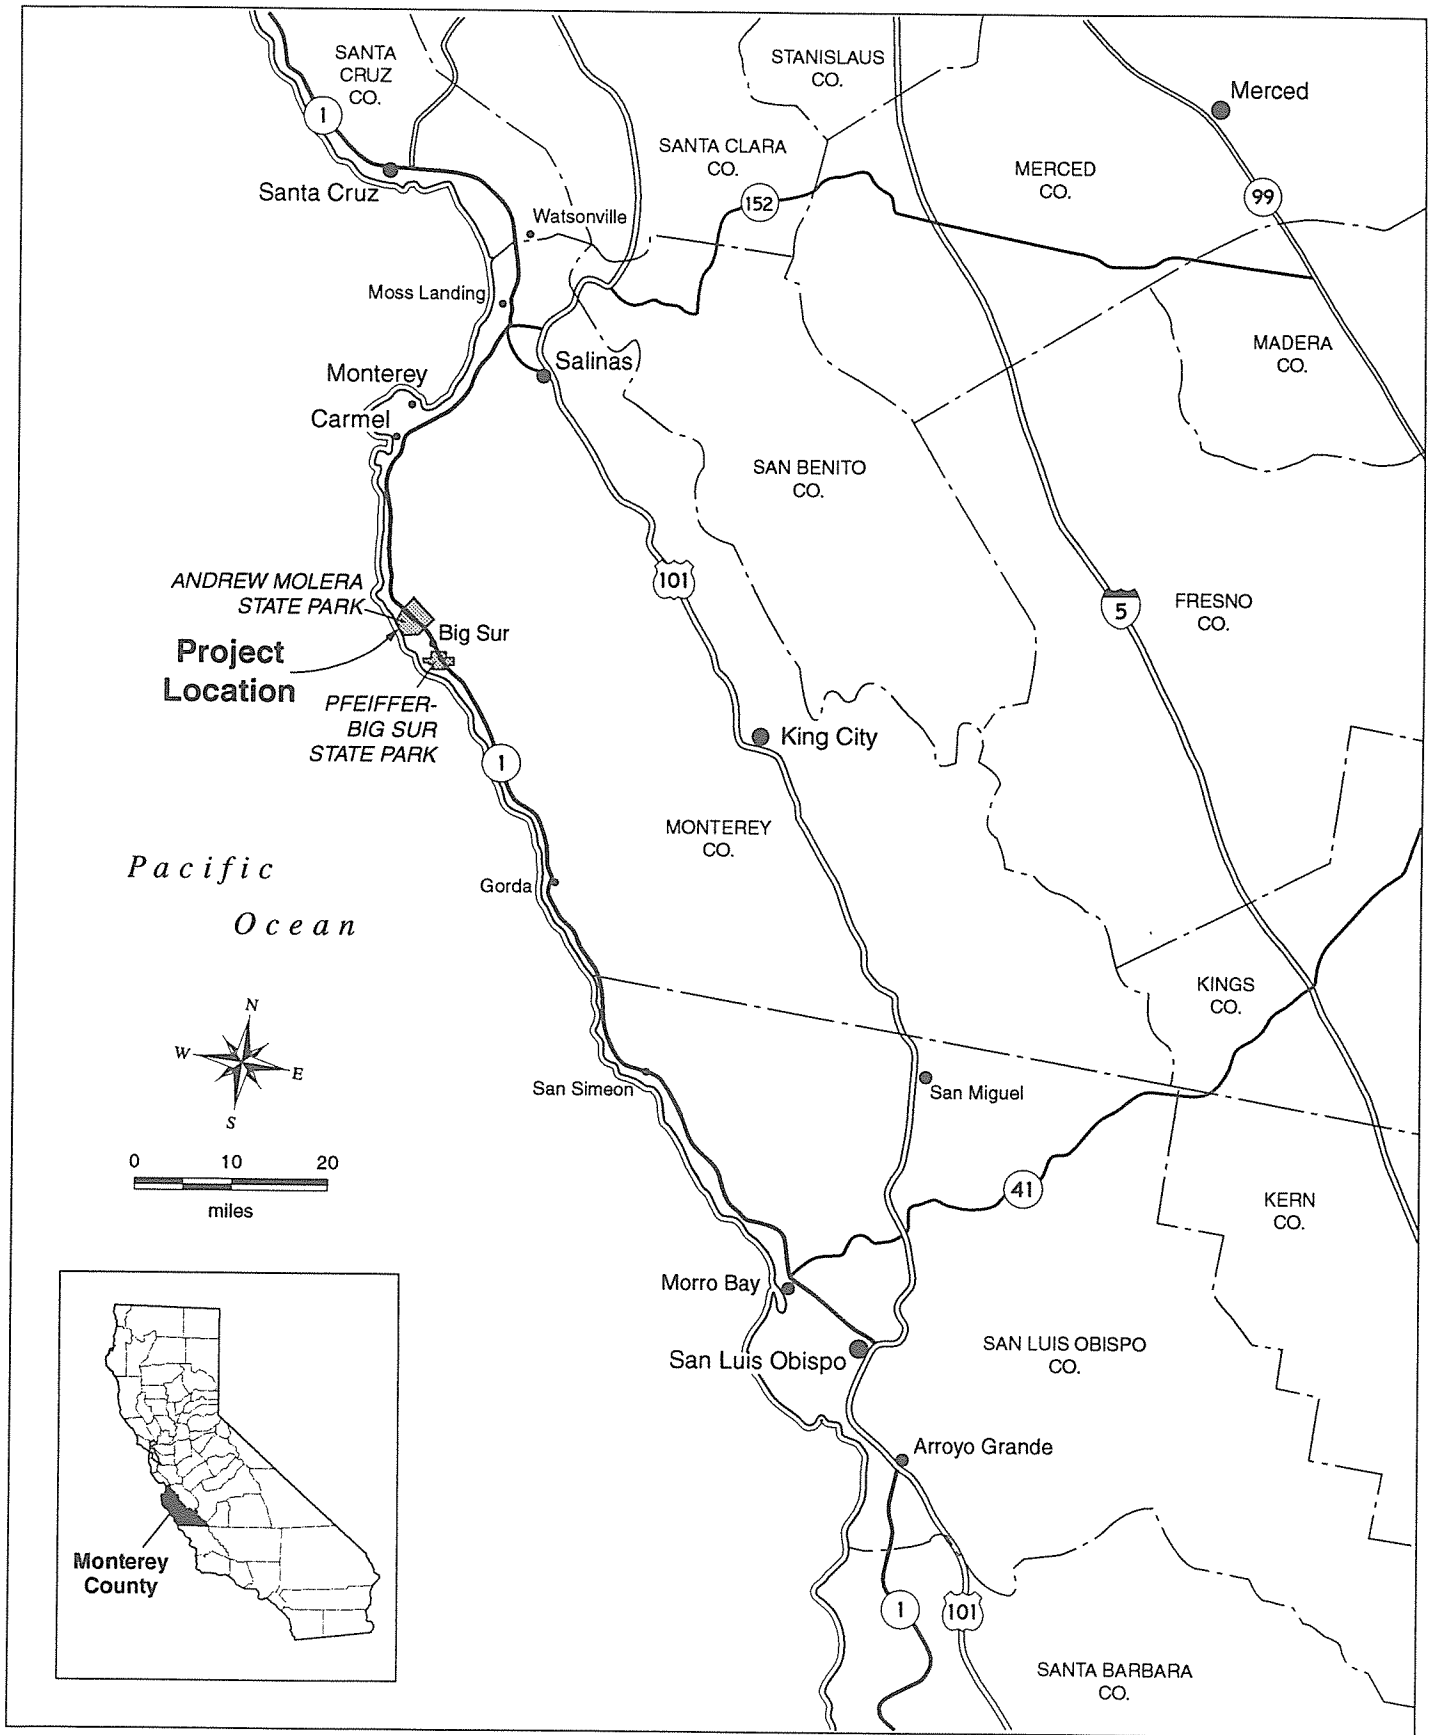 SANTA
CRUZ
CO.
STANISLAUS
CO.
Merced
1
SANTA CLARA
CO.
MERCED
CO.
Santa Cruz
152
99
Watsonville
Moss Landing
MADERA
CO.
Salinas
Monterey
Carmel
SAN BENITO
CO.
101
ANDREW MOLERA
STATE PARK
5
FRESNO
CO.
Big Sur
Project
Location
PFEIFFER-
BIG SUR
STATE PARK
King City
1
MONTEREY
CO.
Pacific
Ocean
Gorda
KINGS
CO.
N
W
E
S
San Simeon
San Miguel
0 10 20
miles
41
KERN
CO.
Morro Bay
San Luis Obispo
SAN LUIS OBISPO
CO.
Arroyo Grande
Monterey
County
1
101
SANTA BARBARA
CO.